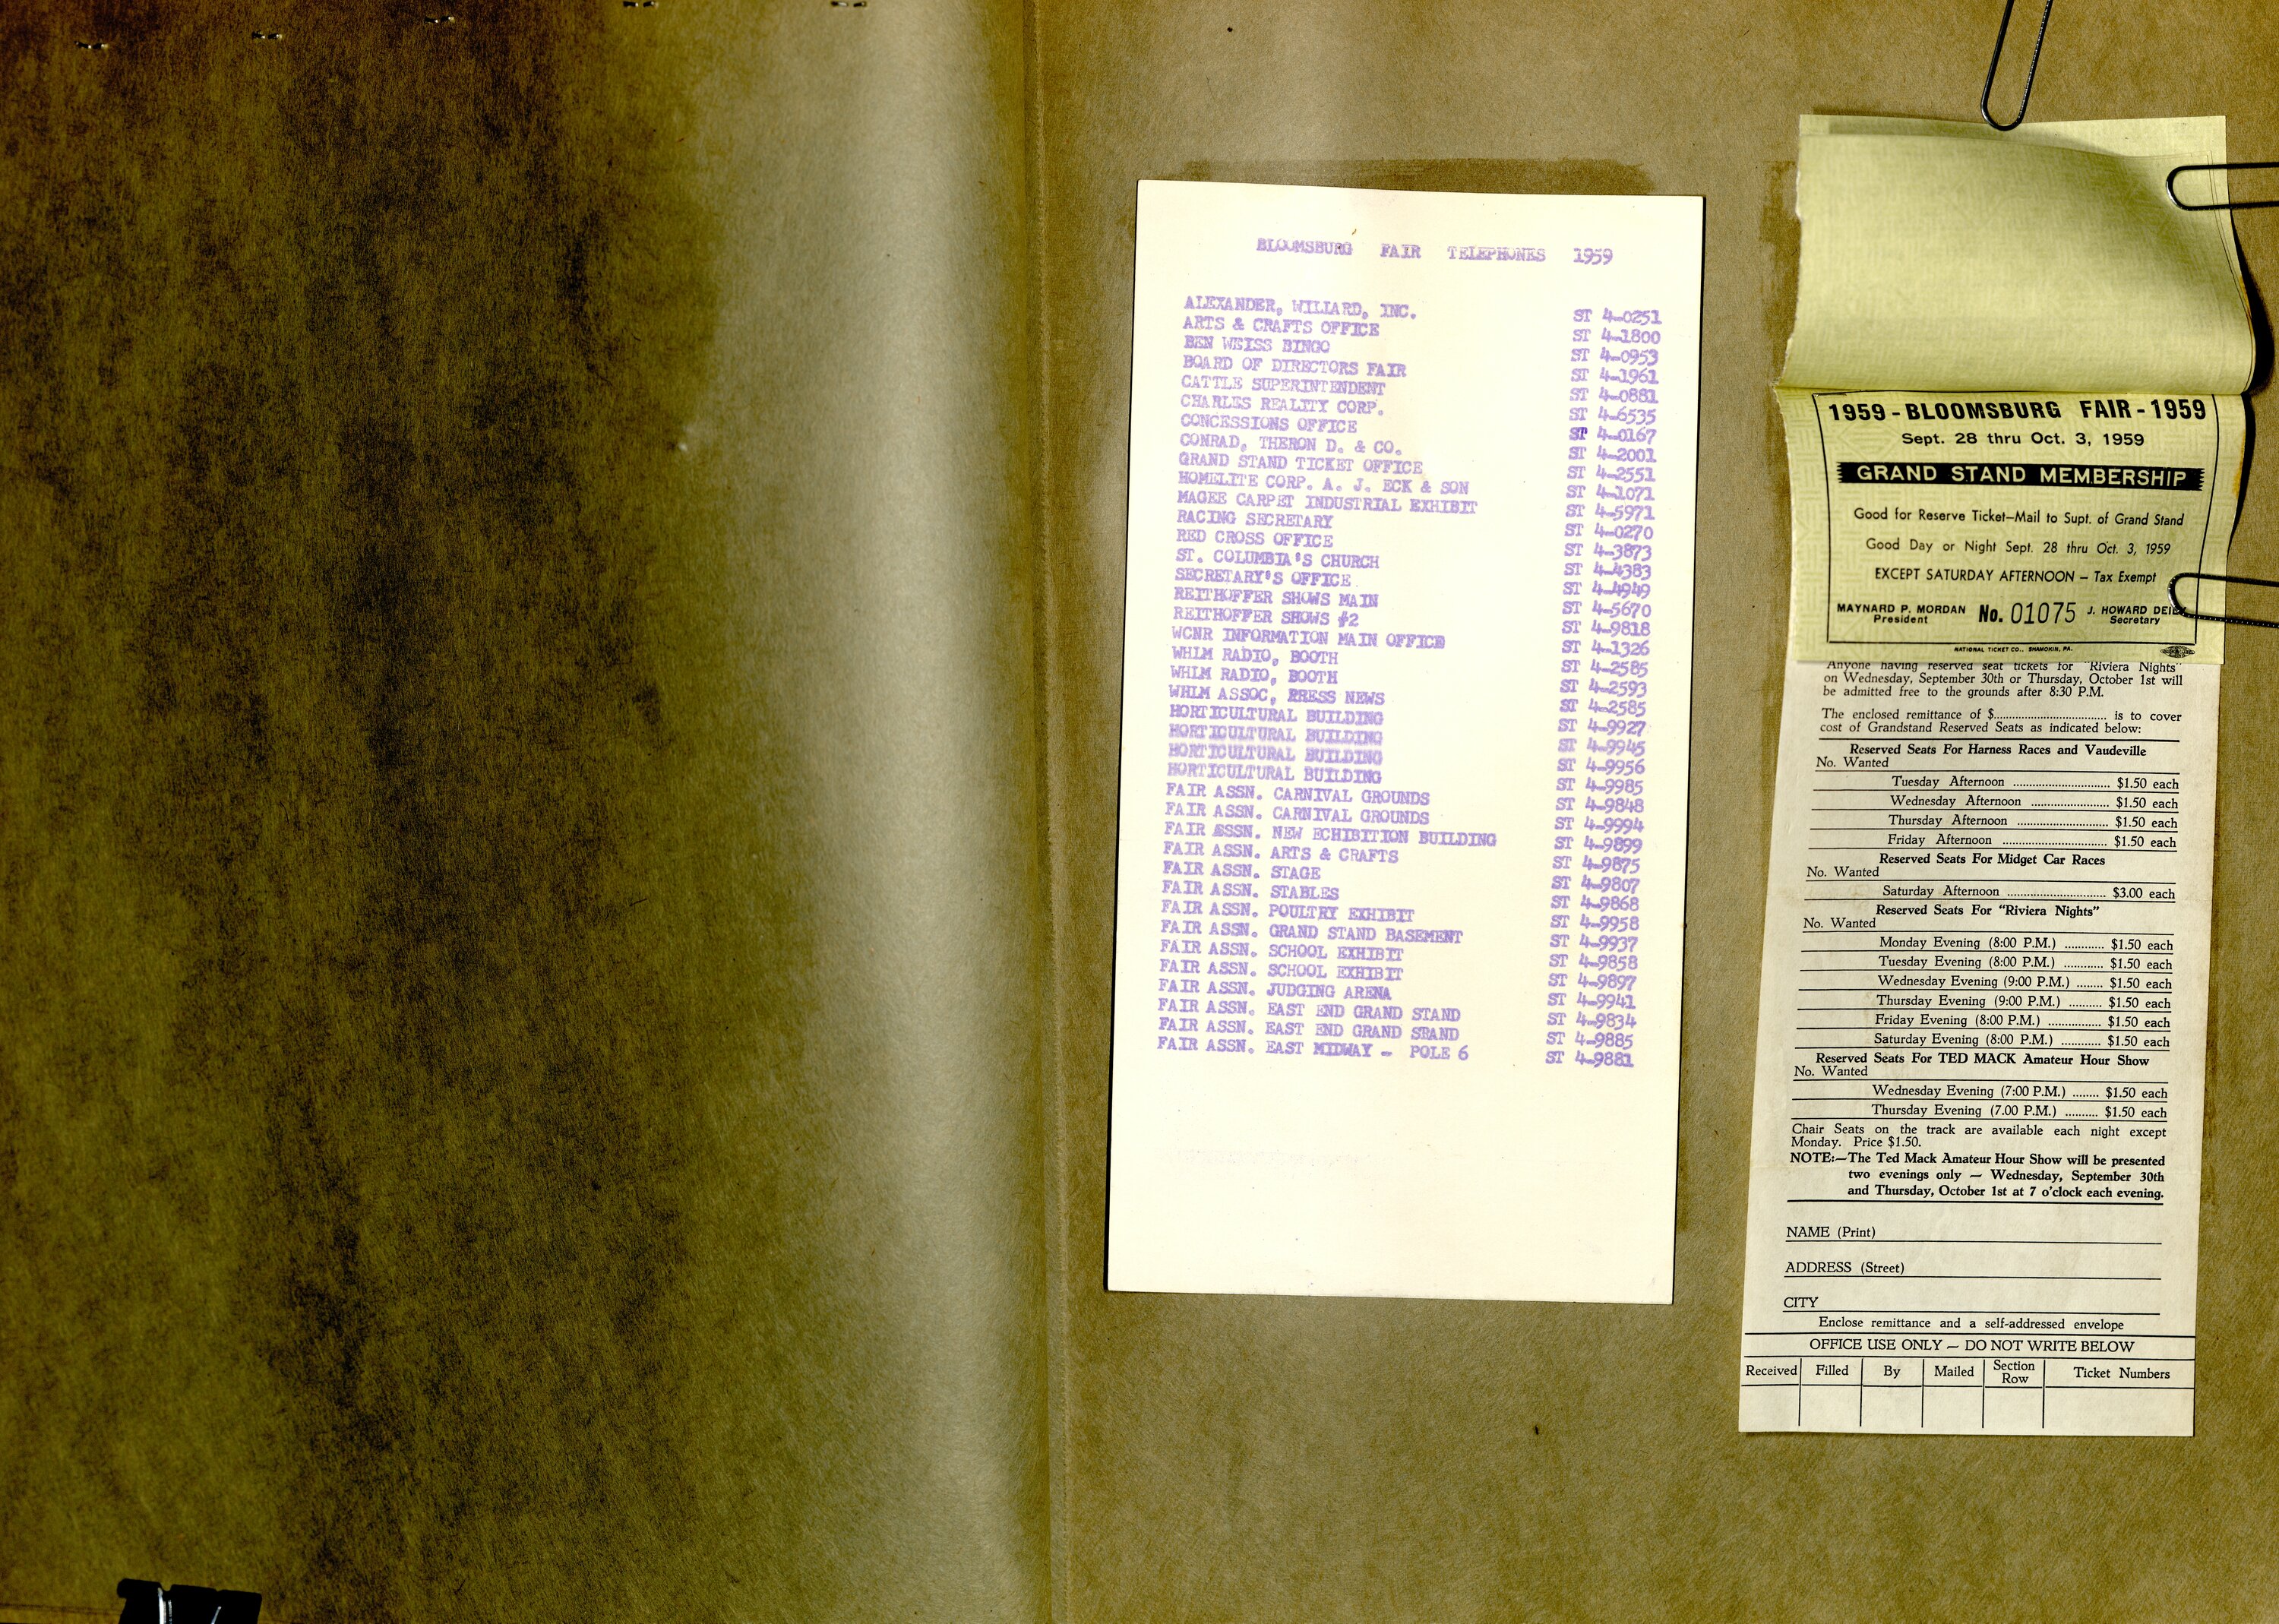 BLOOMSBURG FAIR TELEPHONES 1959
ALEXANDER, WILLARD, INC. ST 4-0251
ARTS & CRAFTS OFFICE ST 4-1800
BEN WEISS BINGO ST 4-0953
BOARD OF DIRECTORS FAIR ST 4-1961
CATTLE SUPERINTENDENT ST 4-0881
CHARLES REALITY CORP. ST 4-6535
CONCESSIONS OFFICE ST 4-0167
CONRAD, THERON D. & CO. ST 4-2001
GRAND STAND TICKET OFFICE ST 4-2551
HOMELITE CORP. A. J. ECK & SON ST 4-1071
MAGEE CARPET INDUSTRIAL EXHIBIT ST 4-5971
RACING SECRETARY ST 4-0270
RED CROSS OFFICE ST 4-3873
ST. COLUMBIA'S CHURCH ST 4-4383
SECRETARY'S OFFICE ST 4-4949
REITHOFFER SHOWS MAIN ST 4-5670
REITHOFFER SHOWS #2 ST 4-9818
WCNR INFORMATION MAIN OFFICE ST 4-1326
WHLM RADIO, BOOTH ST 4-2585
WHLM RADIO, BOOTH ST 4-2593
WHLM ASSOC, PRESS NEWS ST 4-2585
HORTICULTURAL BUILDING ST 4-9927
HORTICULTURAL BUILDING ST 4-9945
HORTICULTURAL BUILDING ST 4-9956
HORTICULTURAL BUILDING ST 4-9985
FAIR ASSN. CARNIVAL GROUNDS ST 4-9848
FAIR ASSN. CARNIVAL GROUNDS ST 4-9994
FAIR ASSN. NEW ECHIBITION BUILDING ST 4-9899
FAIR ASSN. ARTS & CRAFTS ST 4-9875
FAIR ASSN. STAGE ST 4-9807
FAIR ASSN. STABLES ST 4-9868
FAIR ASSN. POULTRY EXHIBIT ST 4-9958
FAIR ASSN. GRAND STAND BASEMENT ST 4-9937
FAIR ASSN. SCHOOL EXHIBIT ST 4-9858
FAIR ASSN. SCHOOL EXHIBIT ST 4-9897
FAIR ASSN. JUDGING ARENA ST 4-9941
FAIR ASSN. EAST END GRAND STAND ST 4-9834
FAIR ASSN. EAST END GRAND STAND ST 4-9885
FAIR ASSN. EAST MIDWAY - POLE 6 ST 4-9881
1959 - BLOOMSBURG FAIR - 1959
Sept. 28 thru Oct. 3, 1959
GRAND STAND MEMBERSHIP
Good for Reserve Ticket—Mail to Supt. of Grand Stand
Good Day or Night Sept. 28 thru Oct. 3, 1959
EXCEPT SATURDAY AFTERNOON — Tax Exempt
MAYNARD P. MORDAN No. 01075 J. HOWARD
President Secretary
NATIONAL TICKET CO., SHAMOKIN, PA.
Anyone having reserved seat tickets for "Riviera Nights"
on Wednesday, September 30th or Thursday, October 1st will
be admitted free to the grounds after 8:30 P.M.
The enclosed remittance of $.................................. is to cover
cost of Grandstand Reserved Seats as indicated below:
Reserved Seats For Harness Races and Vaudeville
No. Wanted
Tuesday Afternoon .............................. $1.50 each
Wednesday Afternoon ........................ $1.50 each
Thursday Afternoon ............................ $1.50 each
Friday Afternoon ................................ $1.50 each
Reserved Seats For Midget Car Races
No. Wanted
Saturday Afternoon .............................. $3.00 each
Reserved Seats For "Riviera Nights"
No. Wanted
Monday Evening (8:00 P.M.) ............ $1.50 each
Tuesday Evening (8:00 P.M.) ............ $1.50 each
Wednesday Evening (9:00 P.M.) ........ $1.50 each
Thursday Evening (9:00 P.M.) .......... $1.50 each
Friday Evening (8:00 P.M.) ................ $1.50 each
Saturday Evening (8:00 P.M.) ............ $1.50 each
Reserved Seats For TED MACK Amateur Hour Show
No. Wanted
Wednesday Evening (7:00 P.M.) ........ $1.50 each
Thursday Evening (7.00 P.M.) .......... $1.50 each
Chair Seats on the track are available each night except
Monday. Price $1.50.
NOTE:—The Ted Mack Amateur Hour Show will be presented
two evenings only — Wednesday, September 30th
and Thursday, October 1st at 7 o'clock each evening.
NAME (Print)
ADDRESS (Street)
CITY
Enclose remittance and a self-addressed envelope
OFFICE USE ONLY — DO NOT WRITE BELOW
Received Filled By Mailed Section Row Ticket Numbers